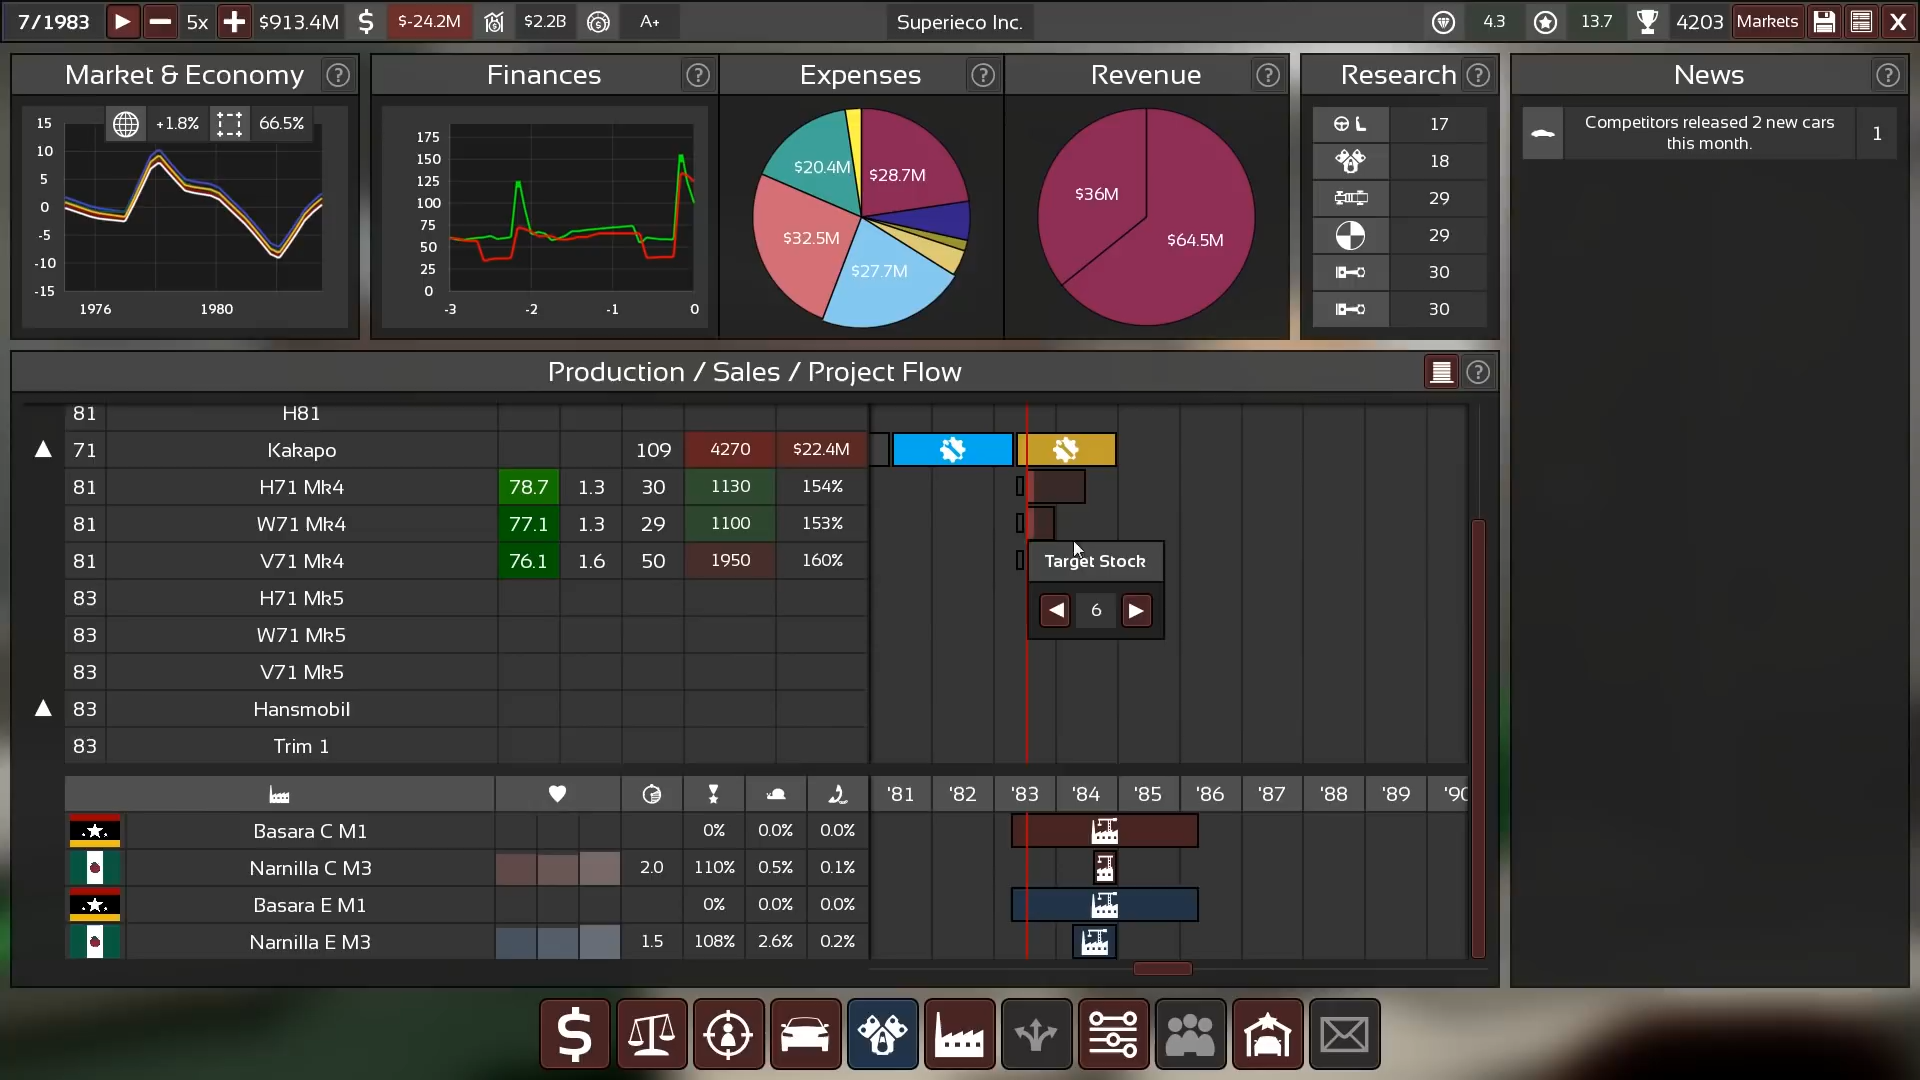 7/1983 5x $913.4M $-24.2M $2.2B A+ Superieco Inc. 4.3 13.7 4203 Markets
Market & Economy ? Finances ? Expenses ? Revenue ? Research ? News ?
15 +1.8% 66.5%
10
5
0
-5
-10
-15
1976 1980
175
150
125
100
75
50
25
0
-3 -2 -1 0
$20.4M $28.7M
$32.5M
$27.7M
$36M
$64.5M
17
18
29
29
30
30
Competitors released 2 new cars
this month.
1
Production / Sales / Project Flow ?
81 H81
71 Kakapo 109 4270 $22.4M
81 H71 Mk4 78.7 1.3 30 1130 154%
81 W71 Mk4 77.1 1.3 29 1100 153%
81 V71 Mk4 76.1 1.6 50 1950 160%
83 H71 Mk5
83 W71 Mk5
83 V71 Mk5
83 Hansmobil
83 Trim 1
Target Stock
6
'81 '82 '83 '84 '85 '86 '87 '88 '89 '90
Basara C M1 0% 0.0% 0.0%
Narnilla C M3 2.0 110% 0.5% 0.1%
Basara E M1 0% 0.0% 0.0%
Narnilla E M3 1.5 108% 2.6% 0.2%